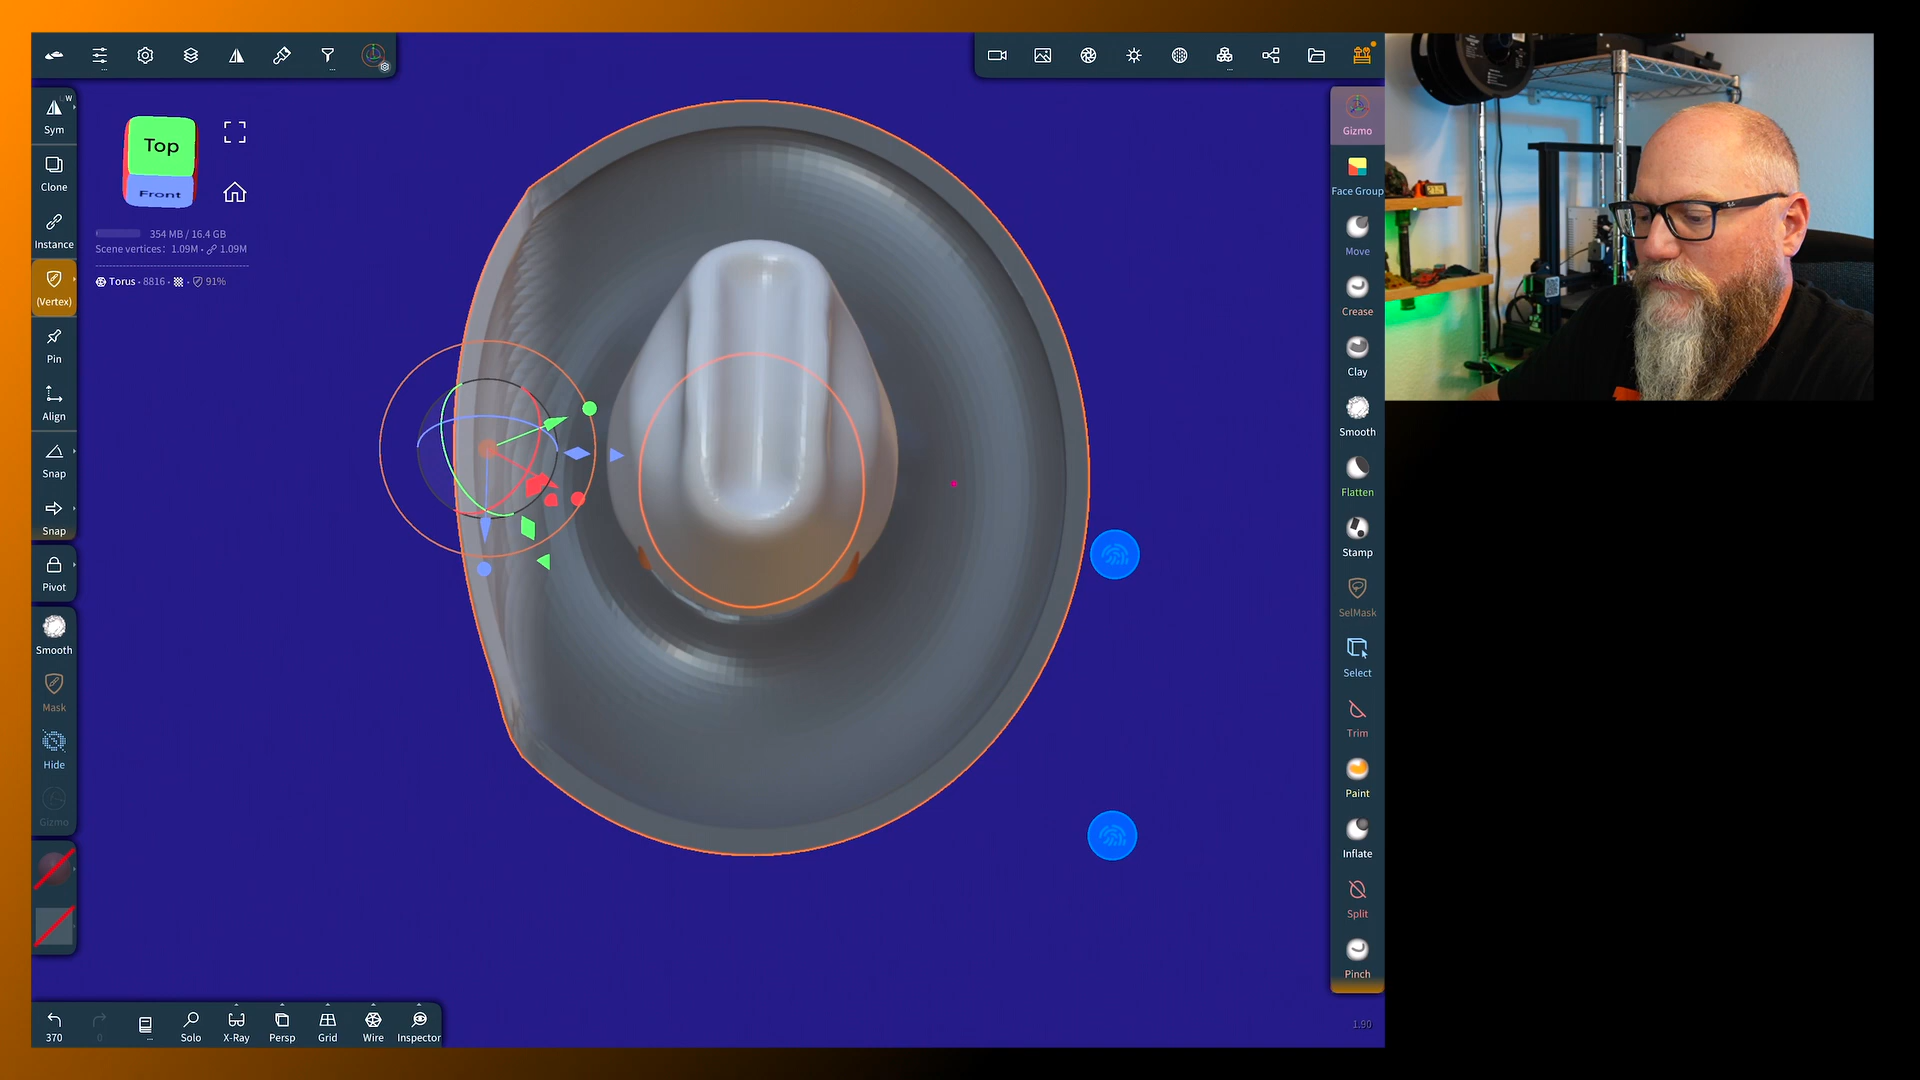 Sym
W
Clone
Instance
(Vertex)
Pin
Align
Snap
Snap
Pivot
Smooth
Mask
Hide
Gizmo
Top
Front
354 MB / 16.4 GB
Scene vertices: 1.09M • 1.09M
Torus • 8816 • • 91%
Gizmo
Face Group
Move
Crease
Clay
Smooth
Flatten
Stamp
SelMask
Select
Trim
Paint
Inflate
Split
Pinch
1.90
370
0
...
Solo
X-Ray
Persp
Grid
Wire
Inspector